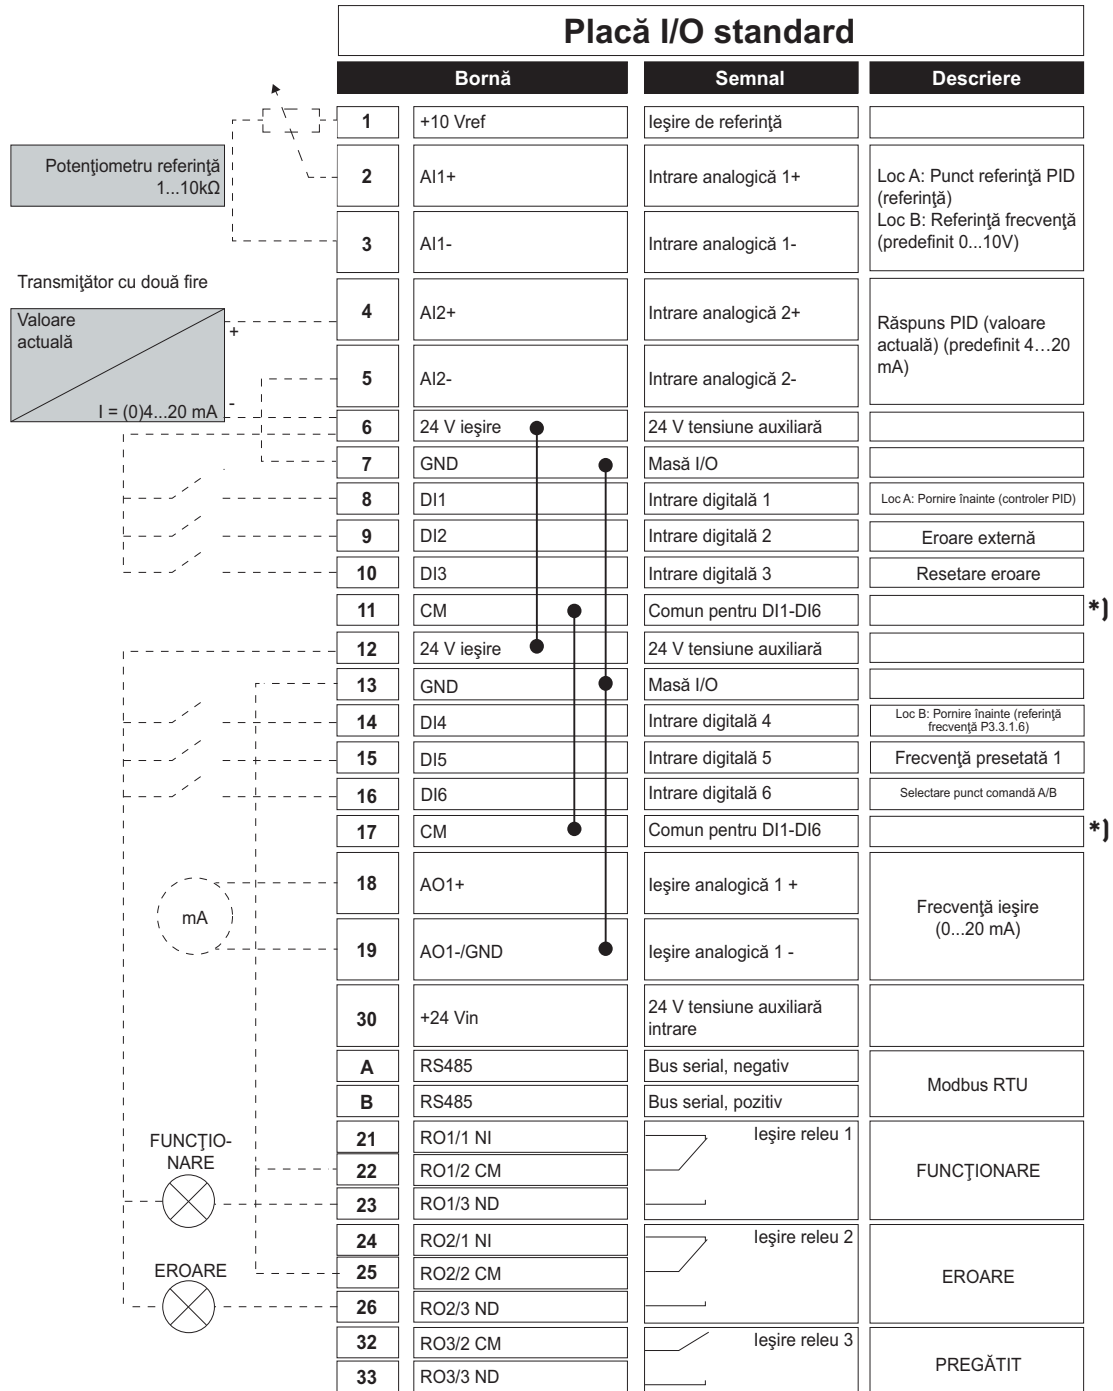 Placă I/O standard
Bornă Semnal Descriere
1 +10 Vref Ieşire de referinţă
Potenţiometru referinţă
1...10kΩ
2 AI1+ Intrare analogică 1+
3 AI1- Intrare analogică 1-
Loc A: Punct referinţă PID
(referinţă)
Loc B: Referinţă frecvenţă
(predefinit 0...10V)
Transmiţător cu două fire
Valoare
actuală
+
-
I = (0)4...20 mA
4 AI2+ Intrare analogică 2+
5 AI2- Intrare analogică 2-
Răspuns PID (valoare
actuală) (predefinit 4…20
mA)
6 24 V ieşire 24 V tensiune auxiliară
7 GND Masă I/O
8 DI1 Intrare digitală 1 Loc A: Pornire înainte (controler PID)
9 DI2 Intrare digitală 2 Eroare externă
10 DI3 Intrare digitală 3 Resetare eroare
11 CM Comun pentru DI1-DI6 *)
12 24 V ieşire 24 V tensiune auxiliară
13 GND Masă I/O
14 DI4 Intrare digitală 4 Loc B: Pornire înainte (referinţă
frecvenţă P3.3.1.6)
15 DI5 Intrare digitală 5 Frecvenţă presetată 1
16 DI6 Intrare digitală 6 Selectare punct comandă A/B
17 CM Comun pentru DI1-DI6 *)
mA
18 AO1+ Ieşire analogică 1 +
19 AO1-/GND Ieşire analogică 1 -
Frecvenţă ieşire
(0...20 mA)
30 +24 Vin 24 V tensiune auxiliară
intrare
A RS485 Bus serial, negativ
B RS485 Bus serial, pozitiv
Modbus RTU
FUNCŢIO-
NARE
21 RO1/1 NI Ieşire releu 1
22 RO1/2 CM FUNCŢIONARE
23 RO1/3 ND
24 RO2/1 NI Ieşire releu 2
EROARE
25 RO2/2 CM EROARE
26 RO2/3 ND
32 RO3/2 CM Ieşire releu 3
33 RO3/3 ND PREGĂTIT